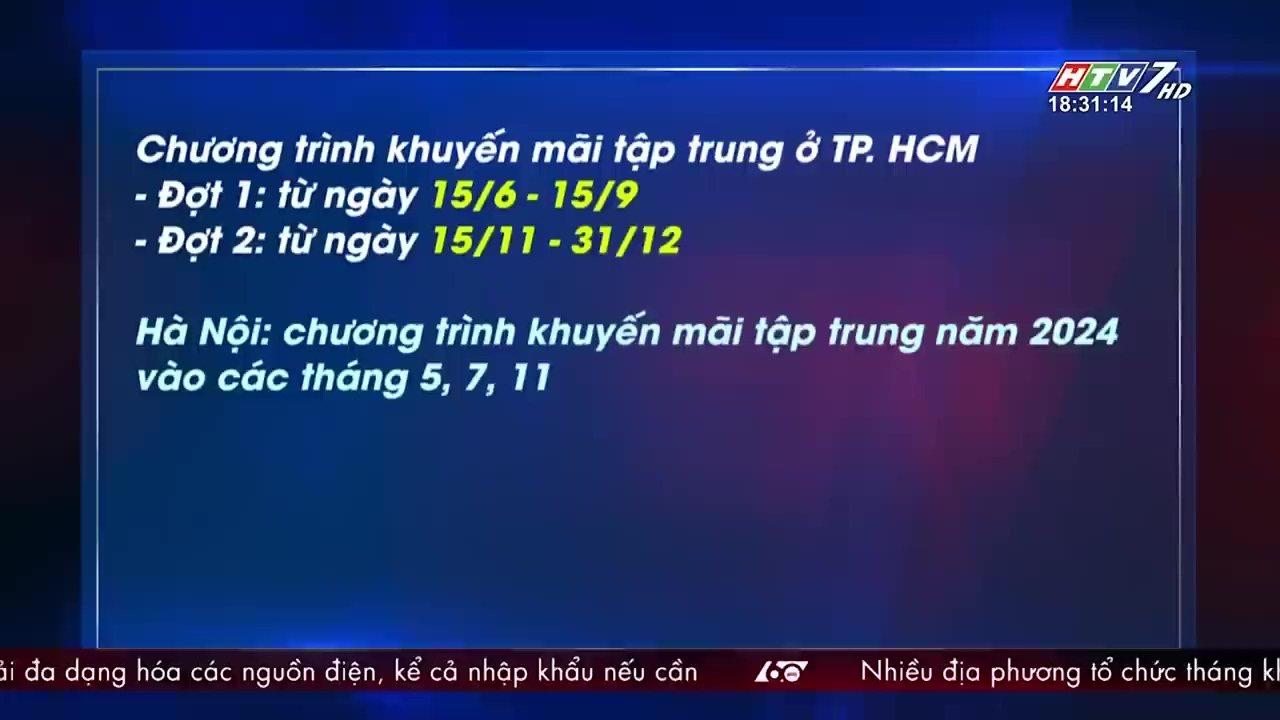 HTV7 HD
18:31:14
Chương trình khuyến mãi tập trung ở TP. HCM
- Đợt 1: từ ngày 15/6 - 15/9
- Đợt 2: từ ngày 15/11 - 31/12
Hà Nội: chương trình khuyến mãi tập trung năm 2024
vào các tháng 5, 7, 11
đa dạng hóa các nguồn điện, kể cả nhập khẩu nếu cần
Nhiều địa phương tổ chức tháng